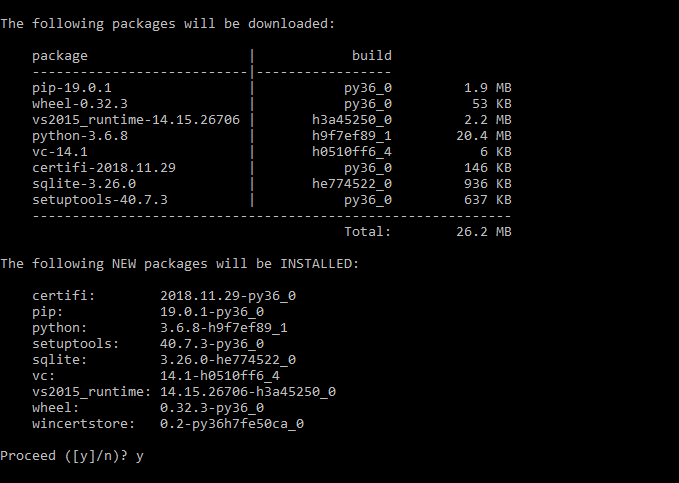 The following packages will be downloaded:
package | build
---------------------------|-----------------
pip-19.0.1 | py36_0 1.9 MB
wheel-0.32.3 | py36_0 53 KB
vs2015_runtime-14.15.26706 | h3a45250_0 2.2 MB
python-3.6.8 | h9f7ef89_1 20.4 MB
vc-14.1 | h0510ff6_4 6 KB
certifi-2018.11.29 | py36_0 146 KB
sqlite-3.26.0 | he774522_0 936 KB
setuptools-40.7.3 | py36_0 637 KB
------------------------------------------------------------
Total: 26.2 MB
The following NEW packages will be INSTALLED:
certifi: 2018.11.29-py36_0
pip: 19.0.1-py36_0
python: 3.6.8-h9f7ef89_1
setuptools: 40.7.3-py36_0
sqlite: 3.26.0-he774522_0
vc: 14.1-h0510ff6_4
vs2015_runtime: 14.15.26706-h3a45250_0
wheel: 0.32.3-py36_0
wincertstore: 0.2-py36h7fe50ca_0
Proceed ([y]/n)? y